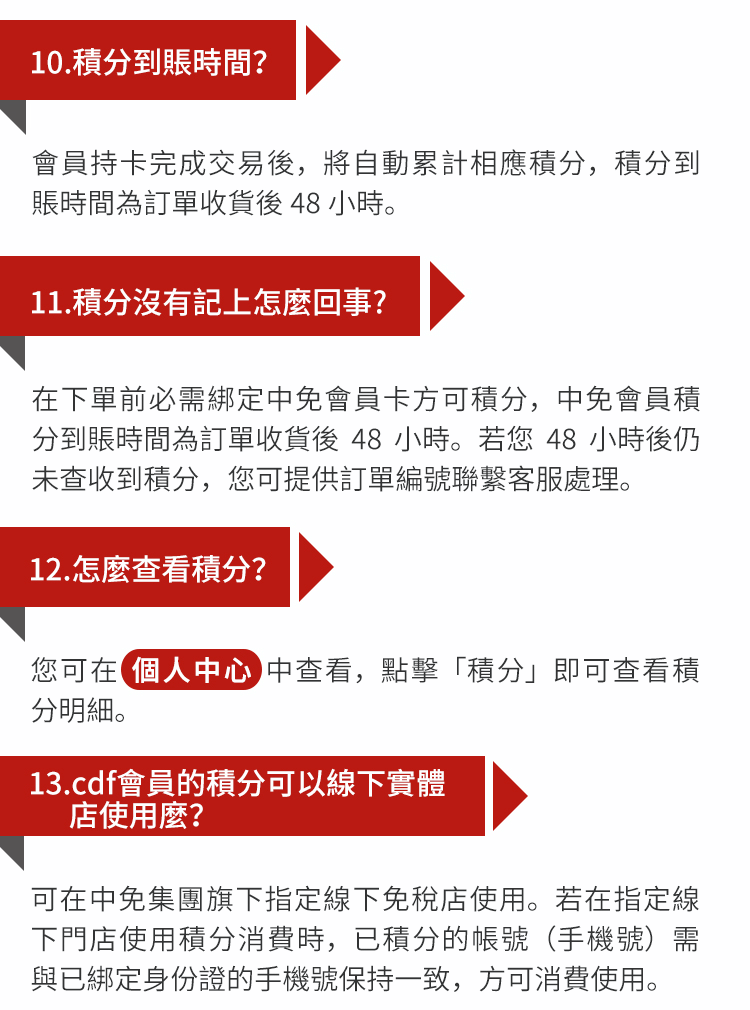 10.積分到賬時間?
會員持卡完成交易後，將自動累計相應積分，積分到
賬時間為訂單收貨後 48 小時。
11.積分沒有記上怎麼回事?
在下單前必需綁定中免會員卡方可積分，中免會員積
分到賬時間為訂單收貨後 48 小時。若您 48 小時後仍
未查收到積分，您可提供訂單編號聯繫客服處理。
12.怎麼查看積分?
您可在 個人中心 中查看，點擊「積分」即可查看積
分明細。
13.cdf會員的積分可以線下實體
店使用麼?
可在中免集團旗下指定線下免稅店使用。若在指定線
下門店使用積分消費時，已積分的帳號（手機號）需
與已綁定身份證的手機號保持一致，方可消費使用。